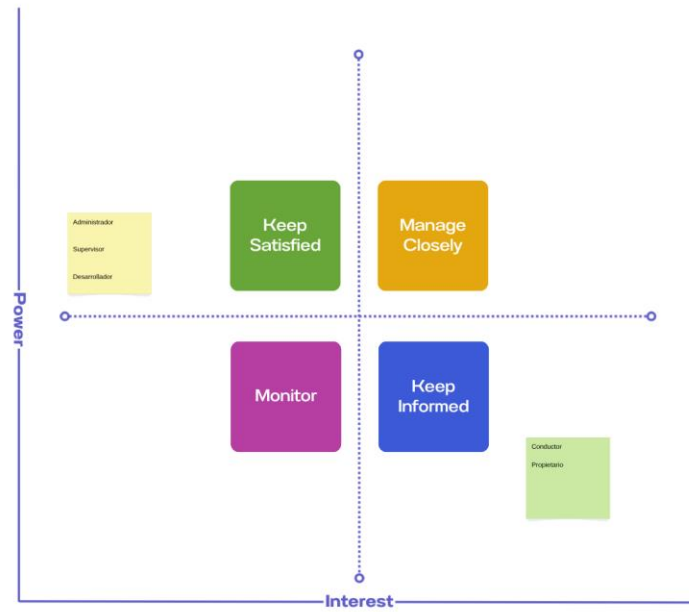 Keep
Satisfied
Manage
Closely
Administrador
Supervisor
Desarrollador
Power
Monitor
Keep
Informed
Conductor
Propietario
Interest